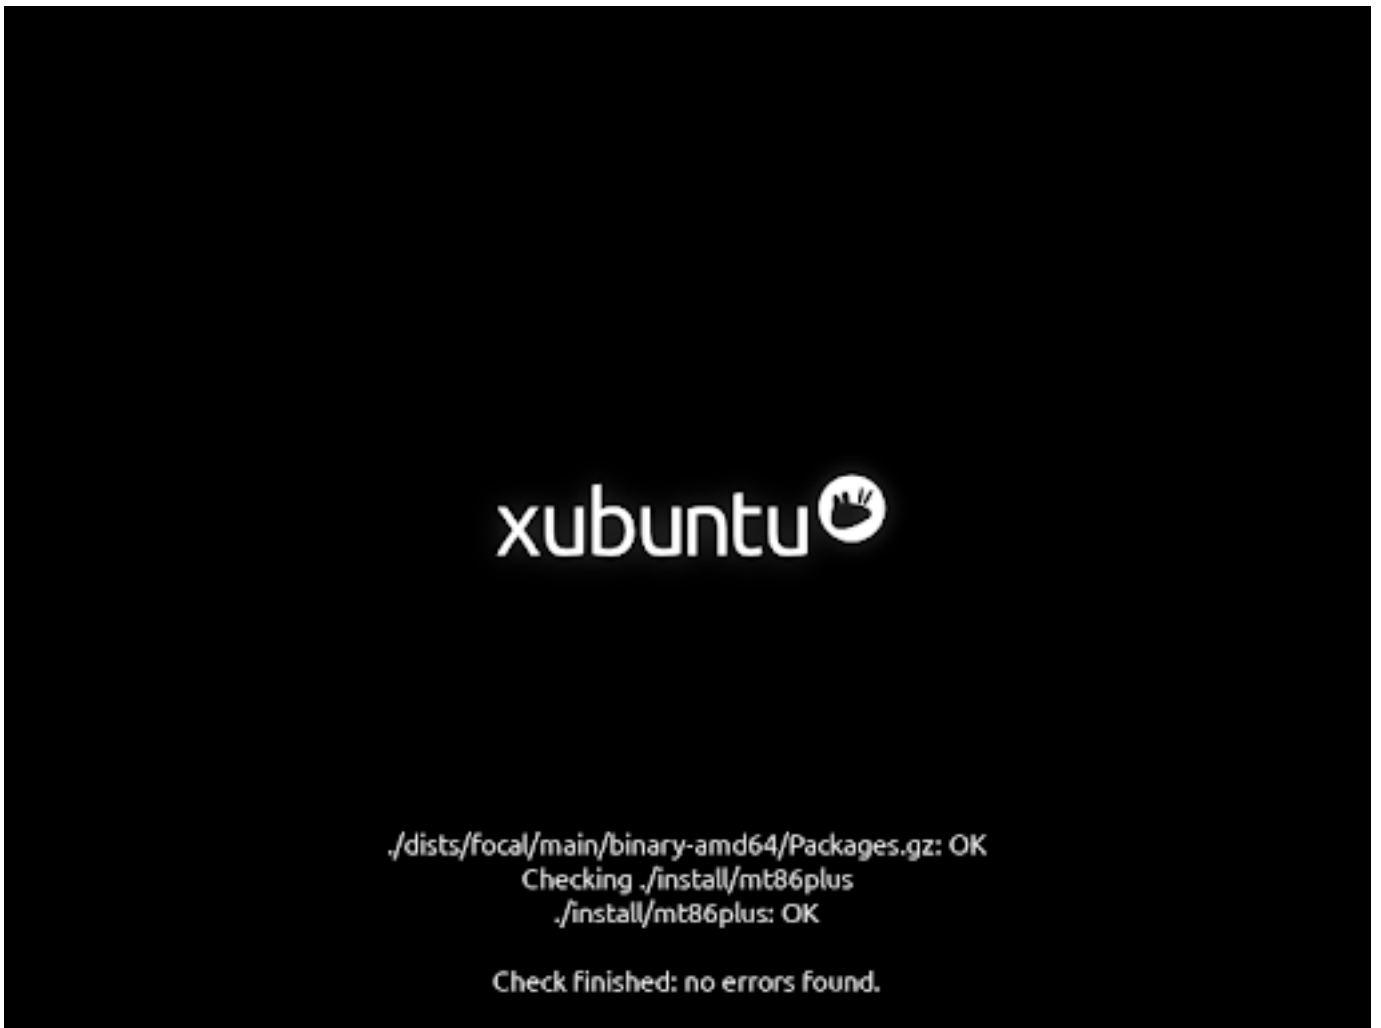 xubuntu
./dists/focal/main/binary-amd64/Packages.gz: OK
Checking ./install/mt86plus
./install/mt86plus: OK
Check finished: no errors found.